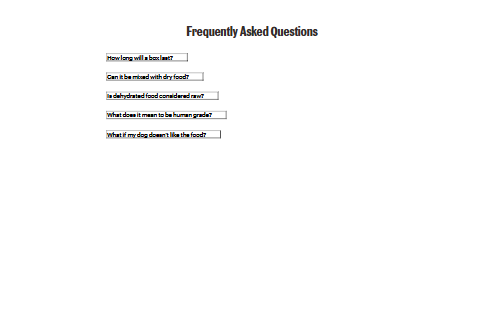 Frequently Asked Questions
How long will a box last?
Can it be mixed with dry food?
Is dehydrated food considered raw?
What does it mean to be human grade?
What if my dog doesn't like the food?